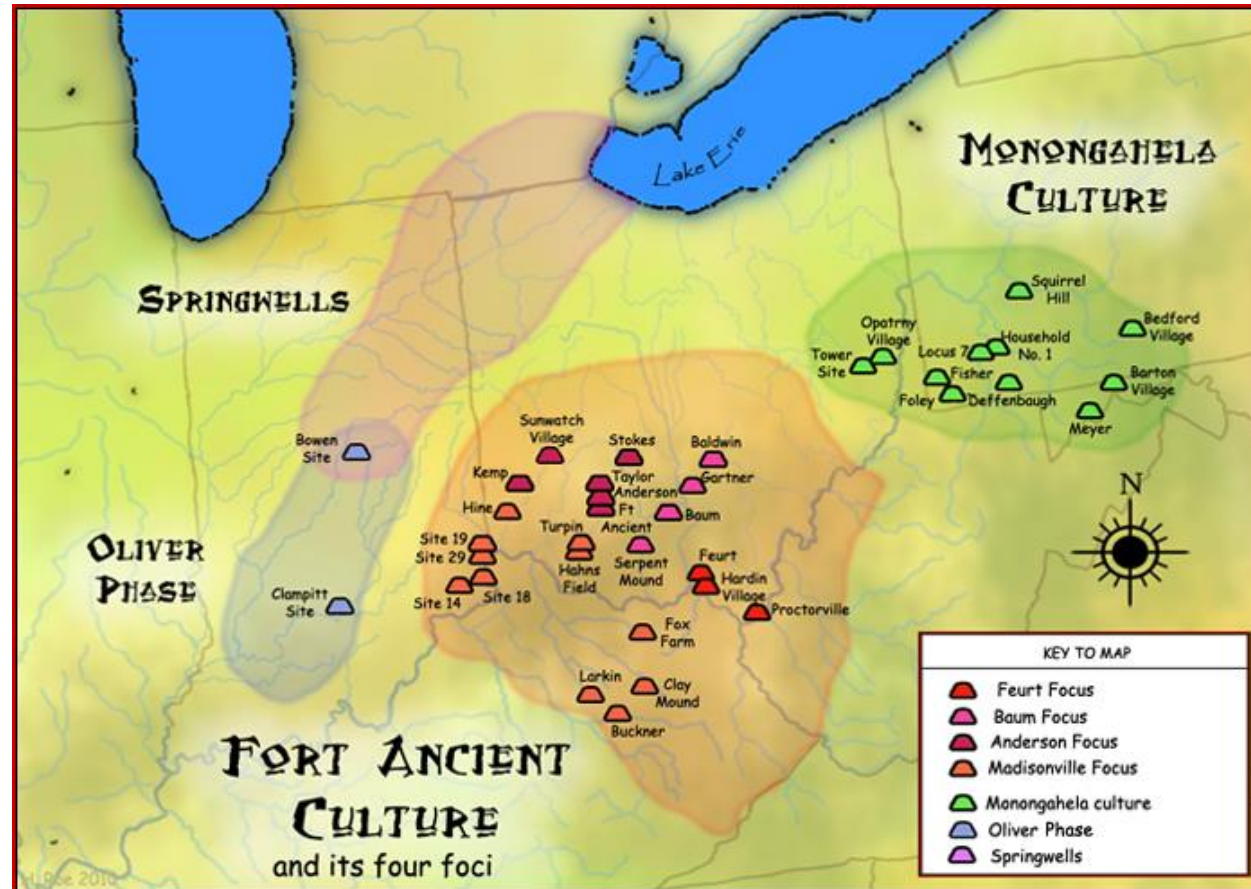 Lake Erie
MONONGAHELA
CULTURE
SPRINGWELLS
Squirrel
Hill
Opatrny
Village
Household
No. 1
Bedford
Village
Locus 7
Tower
Site
Fisher
Barton
Village
Foley
Deffenbaugh
Meyer
Bowen
Site
Sunwatch
Village
Stokes
Baldwin
Kemp
Taylor
Gartner
Anderson
Hine
Ft
Ancient
Baum
Turpin
Site 19
Site 29
Hahns
Field
Serpent
Mound
Feurt
OLIVER
PHASE
Hardin
Village
Clampitt
Site
Site 14
Site 18
Proctorville
Fox
Farm
Larkin
Clay
Mound
Buckner
N
FORT ANCIENT
CULTURE
and its four foci
KEY TO MAP
Feurt Focus
Baum Focus
Anderson Focus
Madisonville Focus
Monongahela culture
Oliver Phase
Springwells
H. Roe 2010